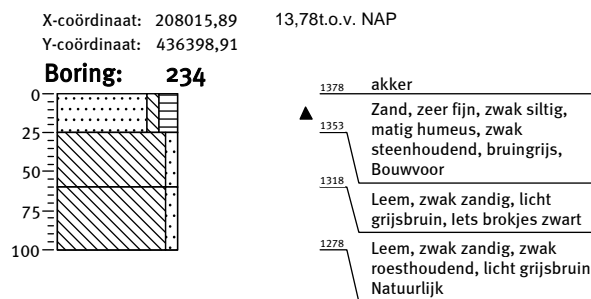 X-coördinaat: 208015,89 13,78t.o.v. NAP
Y-coördinaat: 436398,91
Boring: 234
0
25
50
75
100
1378 akker
Zand, zeer fijn, zwak siltig,
1353 matig humeus, zwak
steenhoudend, bruingrijs,
Bouwvoor
1318
Leem, zwak zandig, licht
grijsbruin, Iets brokjes zwart
1278
Leem, zwak zandig, zwak
roesthoudend, licht grijsbruin
Natuurlijk